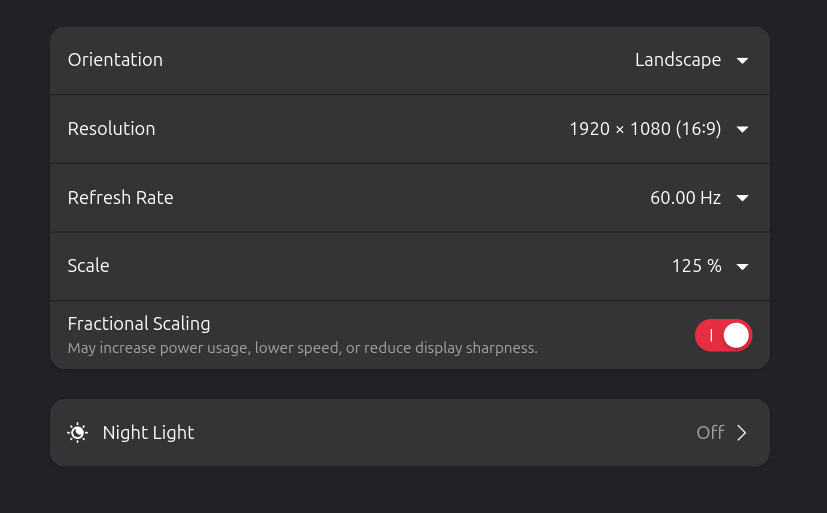 Orientation
Landscape
Resolution
1920 × 1080 (16:9)
Refresh Rate
60.00 Hz
Scale
125 %
Fractional Scaling
May increase power usage, lower speed, or reduce display sharpness.
Night Light
Off